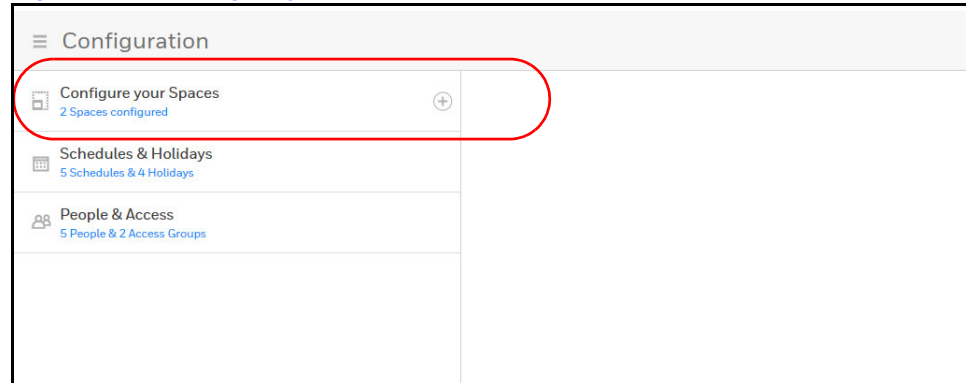 Configuration
Configure your Spaces
2 Spaces configured
Schedules & Holidays
5 Schedules & 4 Holidays
People & Access
5 People & 2 Access Groups